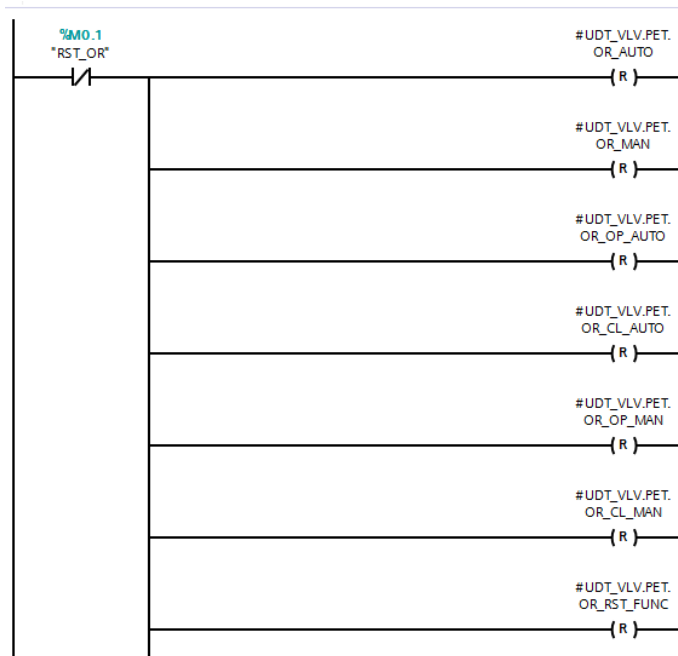 %M0.1
"RST_OR"
#UDT_VLV.PET.
OR_AUTO
R
#UDT_VLV.PET.
OR_MAN
R
#UDT_VLV.PET.
OR_OP_AUTO
R
#UDT_VLV.PET.
OR_CL_AUTO
R
#UDT_VLV.PET.
OR_OP_MAN
R
#UDT_VLV.PET.
OR_CL_MAN
R
#UDT_VLV.PET.
OR_RST_FUNC
R